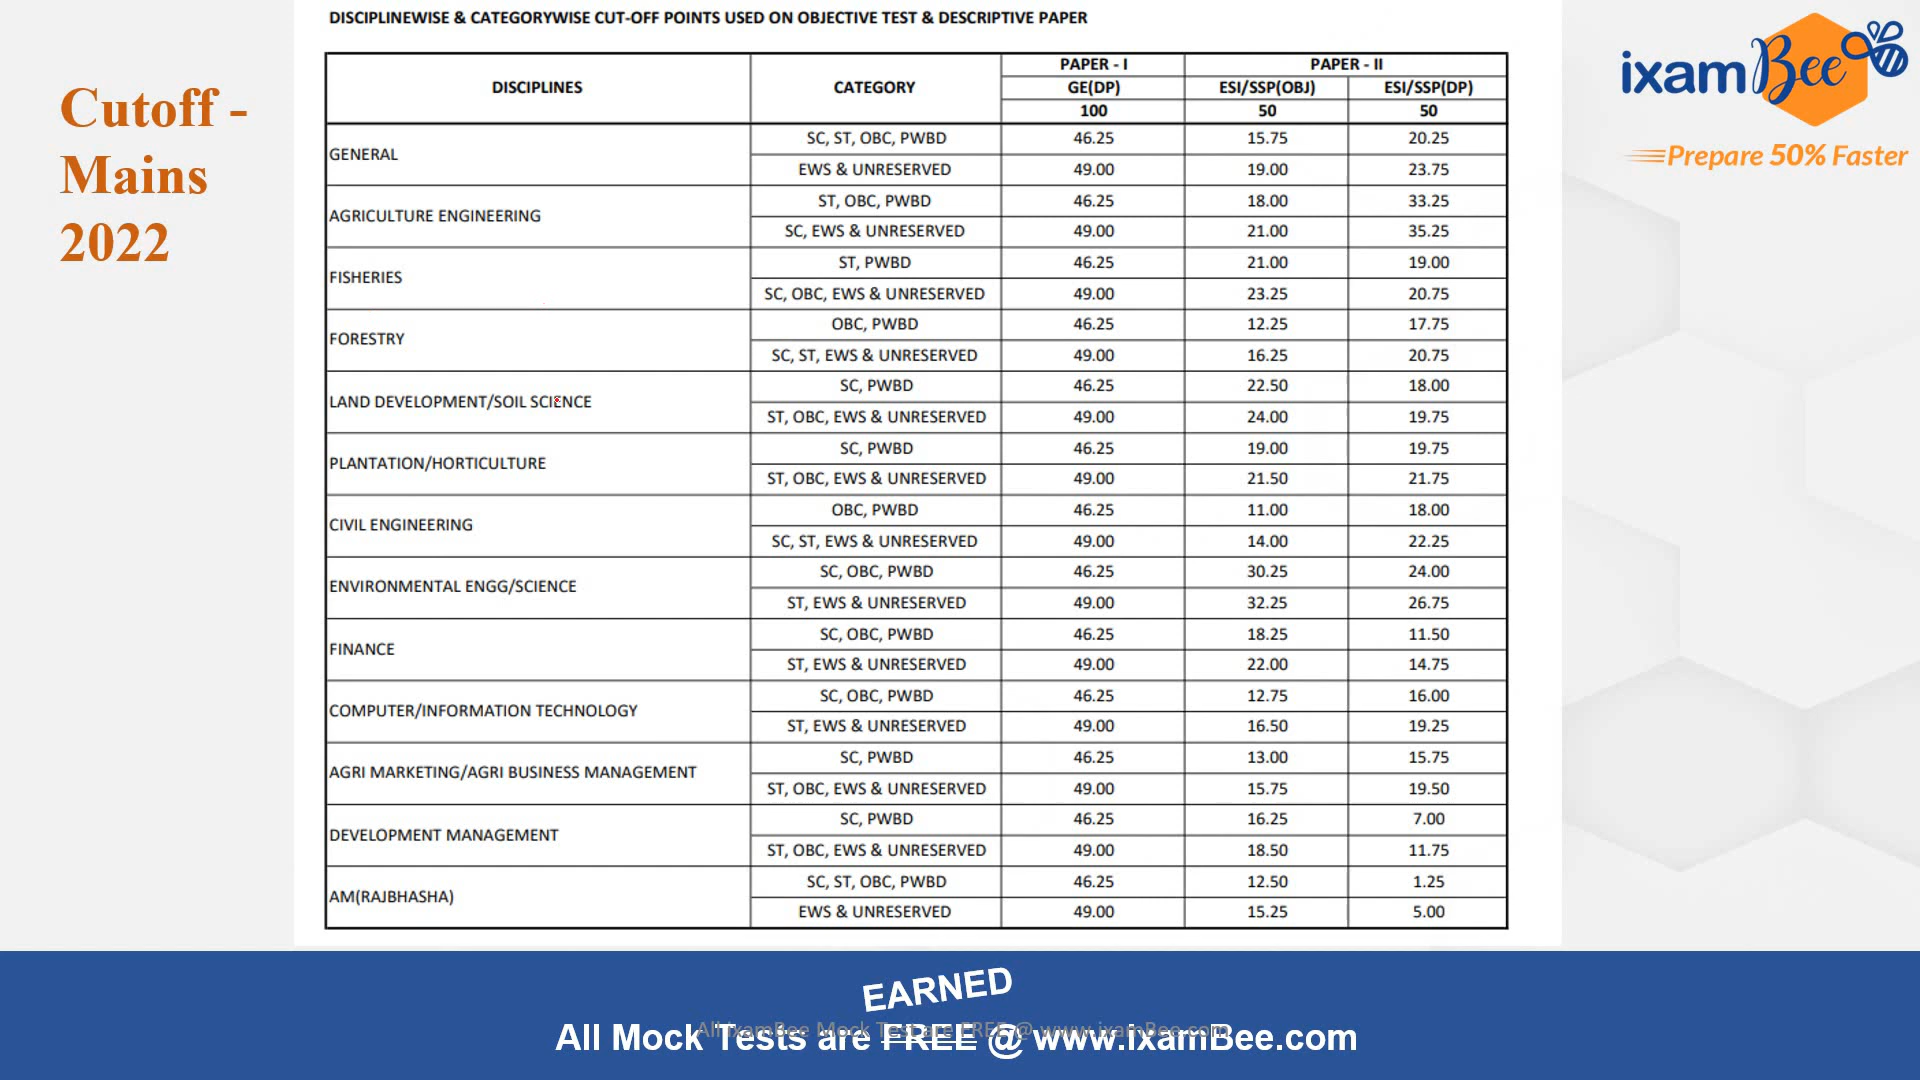 DISCIPLINEWISE & CATEGORYWISE CUT-OFF POINTS USED ON OBJECTIVE TEST & DESCRIPTIVE PAPER
Cutoff -
Mains
2022
ixamBee
Prepare 50% Faster
DISCIPLINES CATEGORY PAPER - I PAPER - II
GE(DP) ESI/SSP(OBJ) ESI/SSP(DP)
100 50 50
GENERAL
SC, ST, OBC, PWBD 46.25 15.75 20.25
EWS & UNRESERVED 49.00 19.00 23.75
AGRICULTURE ENGINEERING
ST, OBC, PWBD 46.25 18.00 33.25
SC, EWS & UNRESERVED 49.00 21.00 35.25
FISHERIES
ST, PWBD 46.25 21.00 19.00
SC, OBC, EWS & UNRESERVED 49.00 23.25 20.75
FORESTRY
OBC, PWBD 46.25 12.25 17.75
SC, ST, EWS & UNRESERVED 49.00 16.25 20.75
LAND DEVELOPMENT/SOIL SCIENCE
SC, PWBD 46.25 22.50 18.00
ST, OBC, EWS & UNRESERVED 49.00 24.00 19.75
PLANTATION/HORTICULTURE
SC, PWBD 46.25 19.00 19.75
ST, OBC, EWS & UNRESERVED 49.00 21.50 21.75
CIVIL ENGINEERING
OBC, PWBD 46.25 11.00 18.00
SC, ST, EWS & UNRESERVED 49.00 14.00 22.25
ENVIRONMENTAL ENGG/SCIENCE
SC, OBC, PWBD 46.25 30.25 24.00
ST, EWS & UNRESERVED 49.00 32.25 26.75
FINANCE
SC, OBC, PWBD 46.25 18.25 11.50
ST, EWS & UNRESERVED 49.00 22.00 14.75
COMPUTER/INFORMATION TECHNOLOGY
SC, OBC, PWBD 46.25 12.75 16.00
ST, EWS & UNRESERVED 49.00 16.50 19.25
AGRI MARKETING/AGRI BUSINESS MANAGEMENT
SC, PWBD 46.25 13.00 15.75
ST, OBC, EWS & UNRESERVED 49.00 15.75 19.50
DEVELOPMENT MANAGEMENT
SC, PWBD 46.25 16.25 7.00
ST, OBC, EWS & UNRESERVED 49.00 18.50 11.75
AM(RAJBHASHA)
SC, ST, OBC, PWBD 46.25 12.50 1.25
EWS & UNRESERVED 49.00 15.25 5.00
EARNED
All ixamBee Mock Test are FREE @ www.ixamBee.com
All Mock Tests are FREE @ www.ixamBee.com